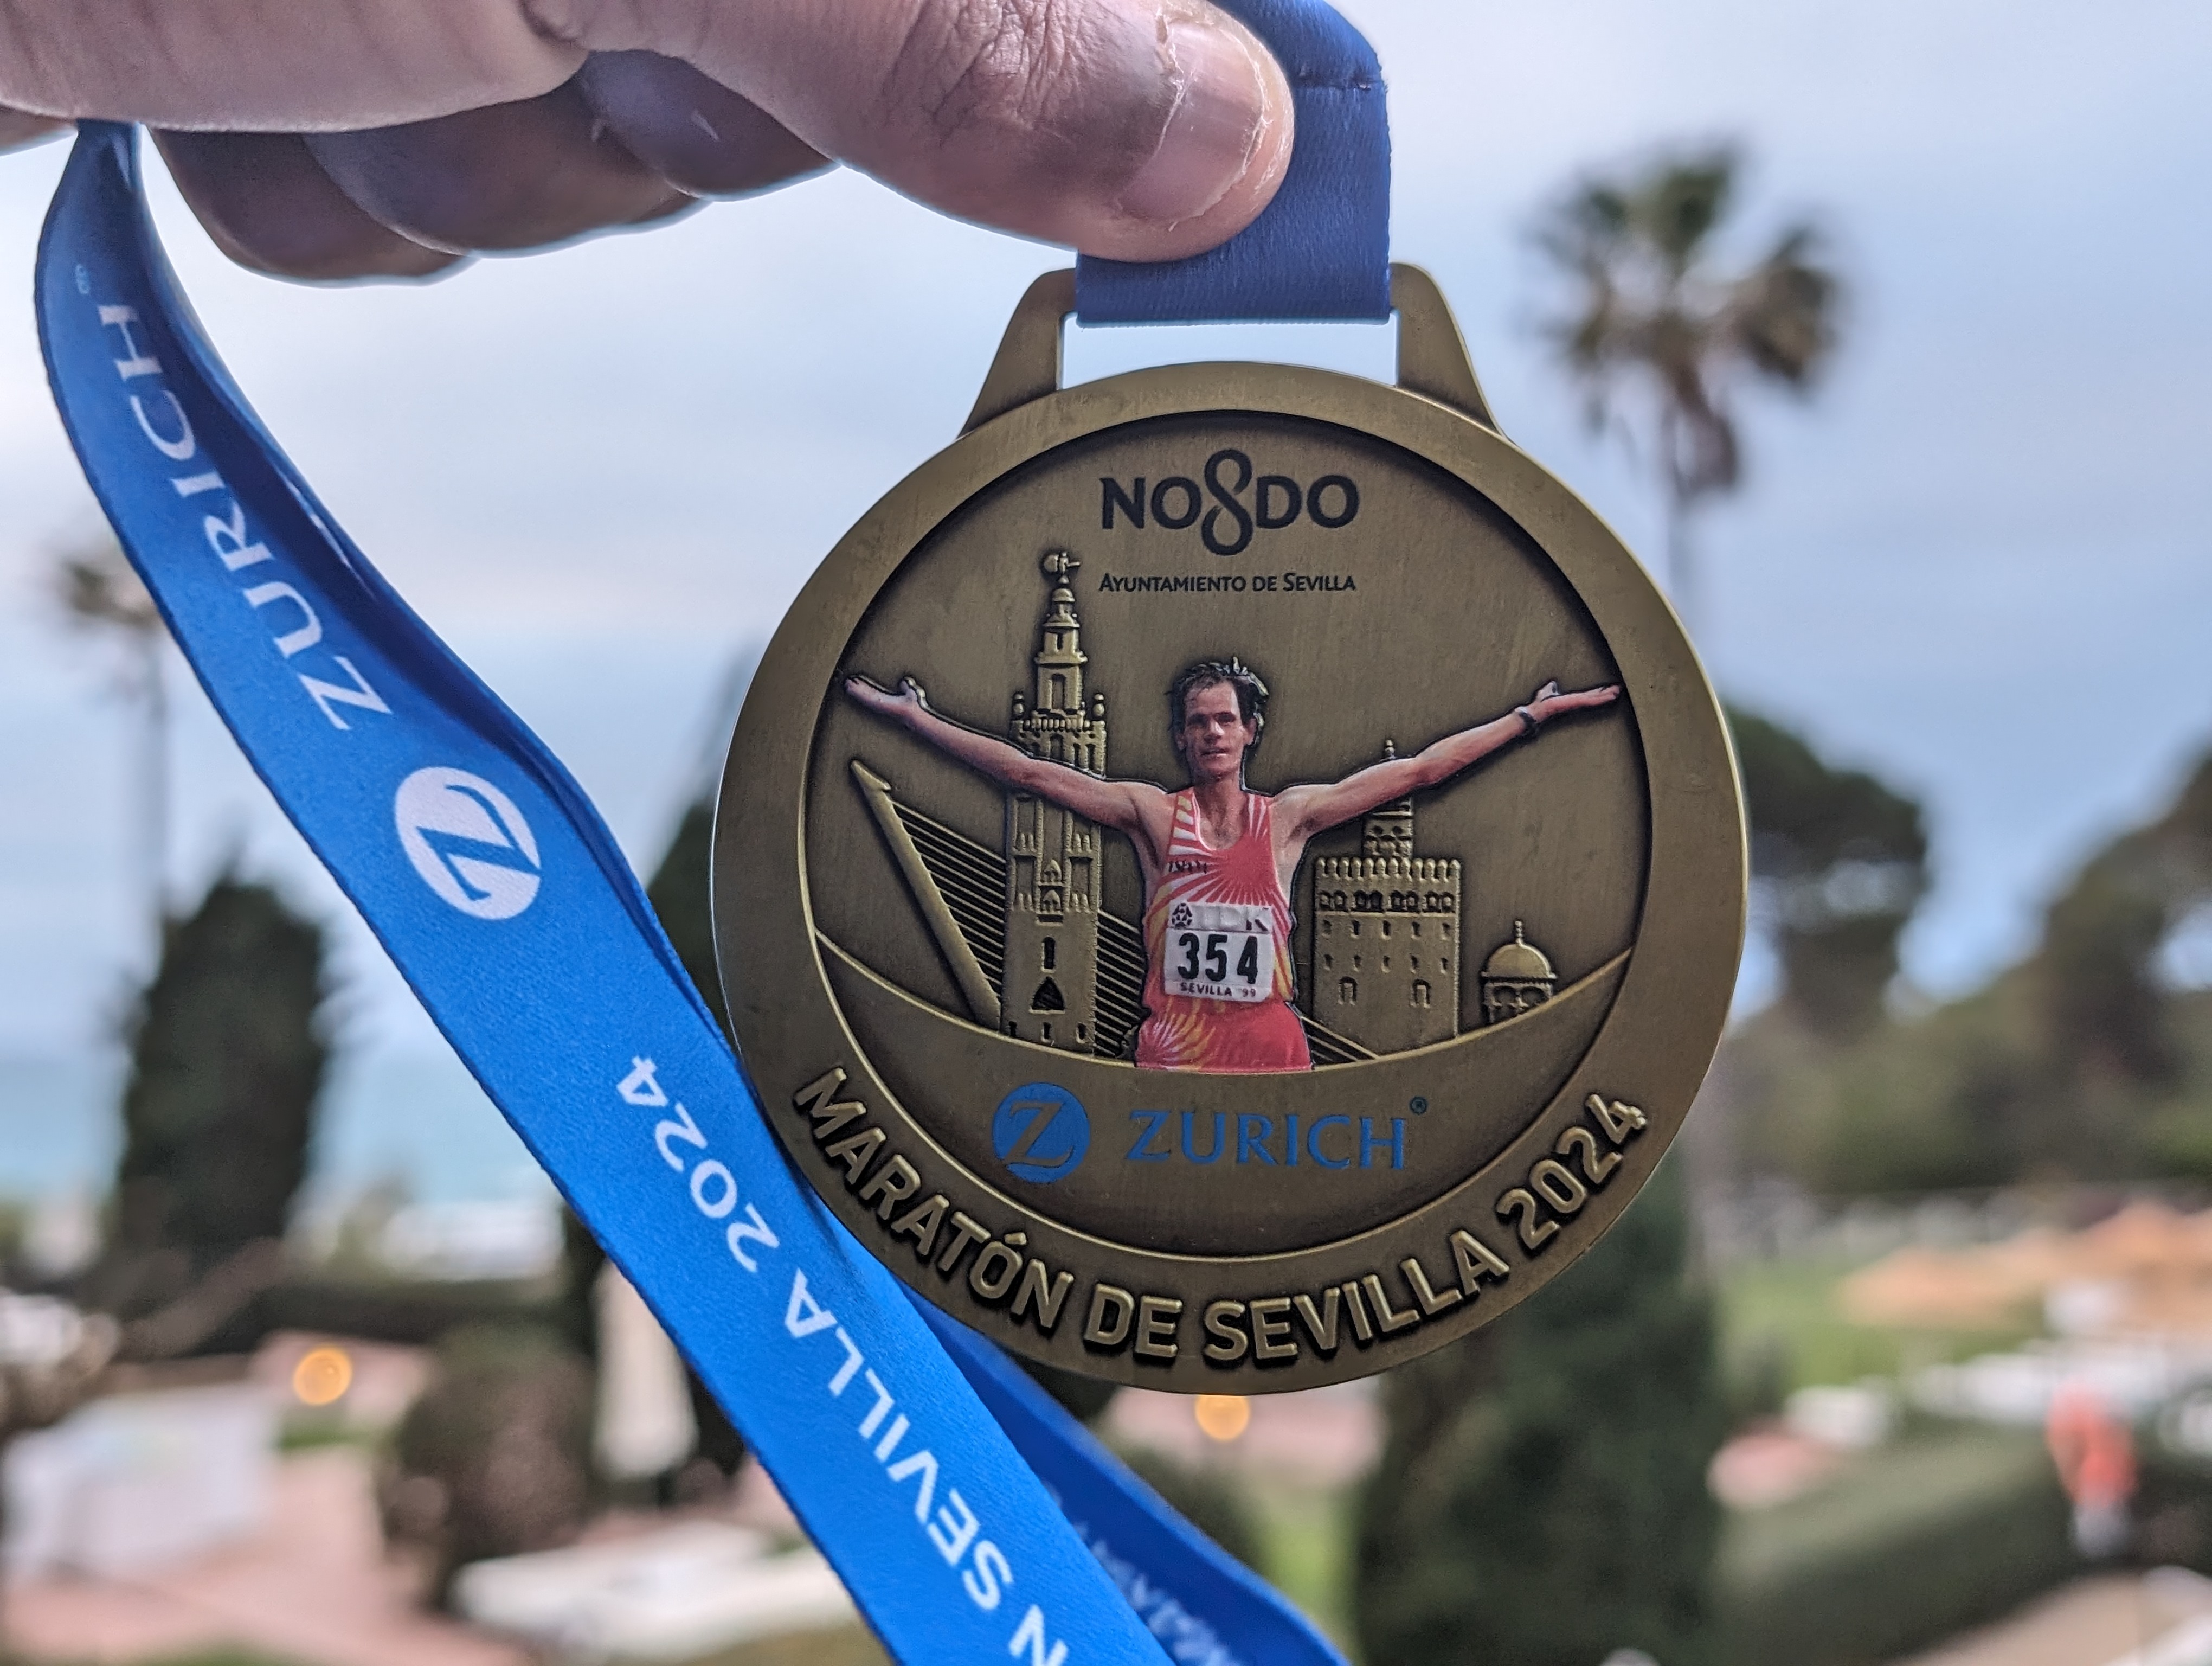 NO8DO
AYUNTAMIENTO DE SEVILLA
354
SEVILLA '99
Z ZURICH®
MARATÓN DE SEVILLA 2024
ZURICH®
Z
N SEVILLA 2024